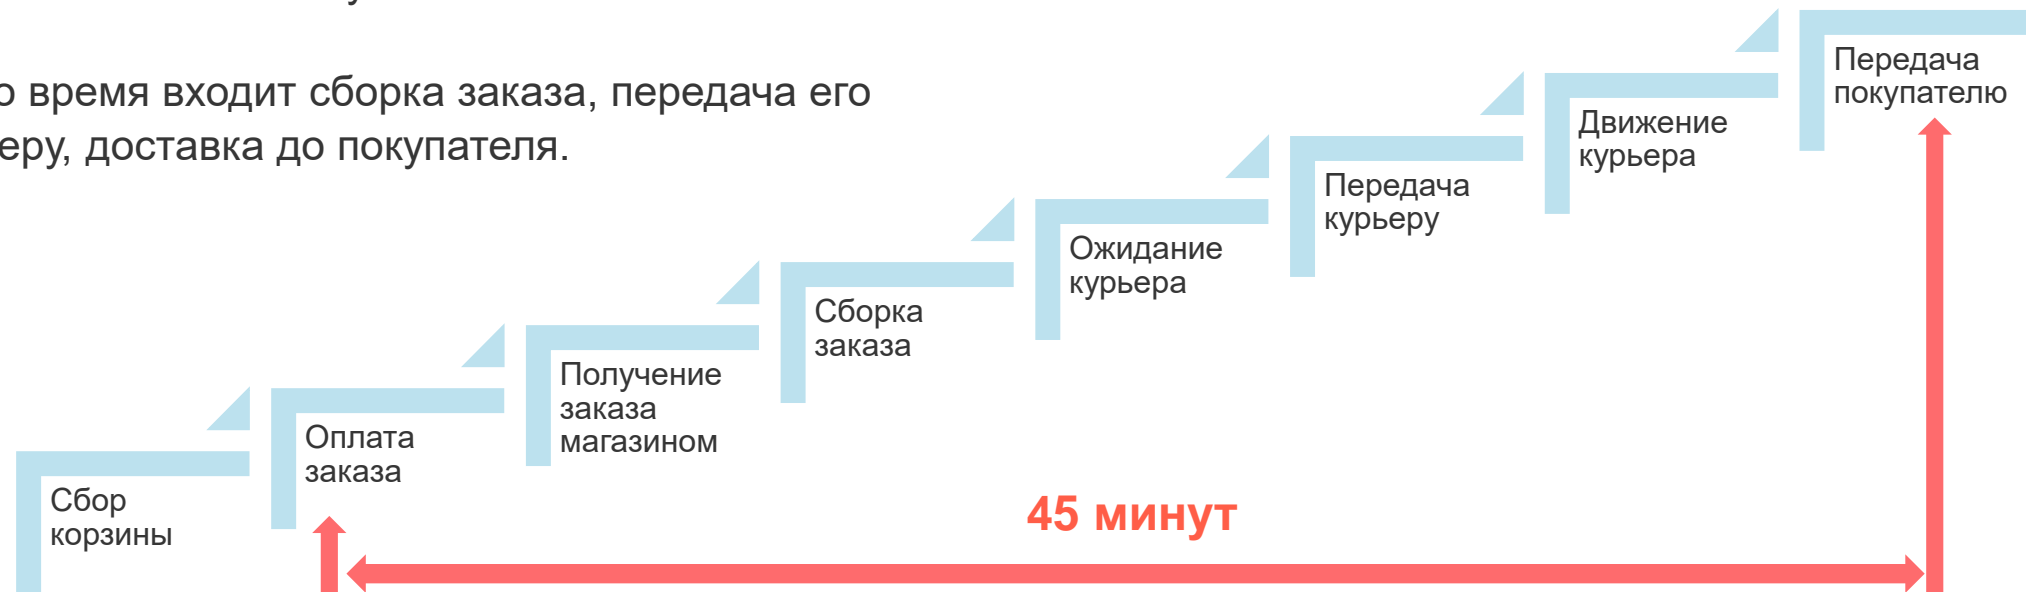 о время входит сборка заказа, передача его
еру, доставка до покупателя.
Сбор
корзины
Оплата
заказа
Получение
заказа
магазином
Сборка
заказа
Ожидание
курьера
Передача
курьеру
Движение
курьера
Передача
покупателю
45 минут